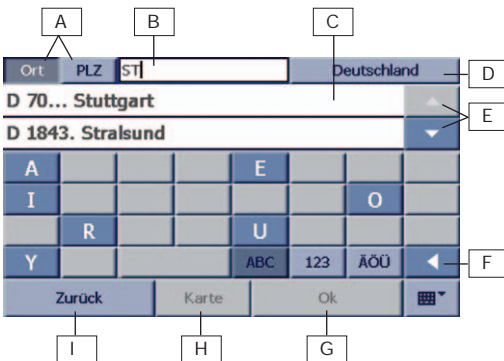 A B C
Ort PLZ ST Deutschland D
D 70... Stuttgart
E
D 1843. Stralsund
A E
I O
R U
Y ABC 123 ÄÖÜ F
Zurück Karte Ok
I H G